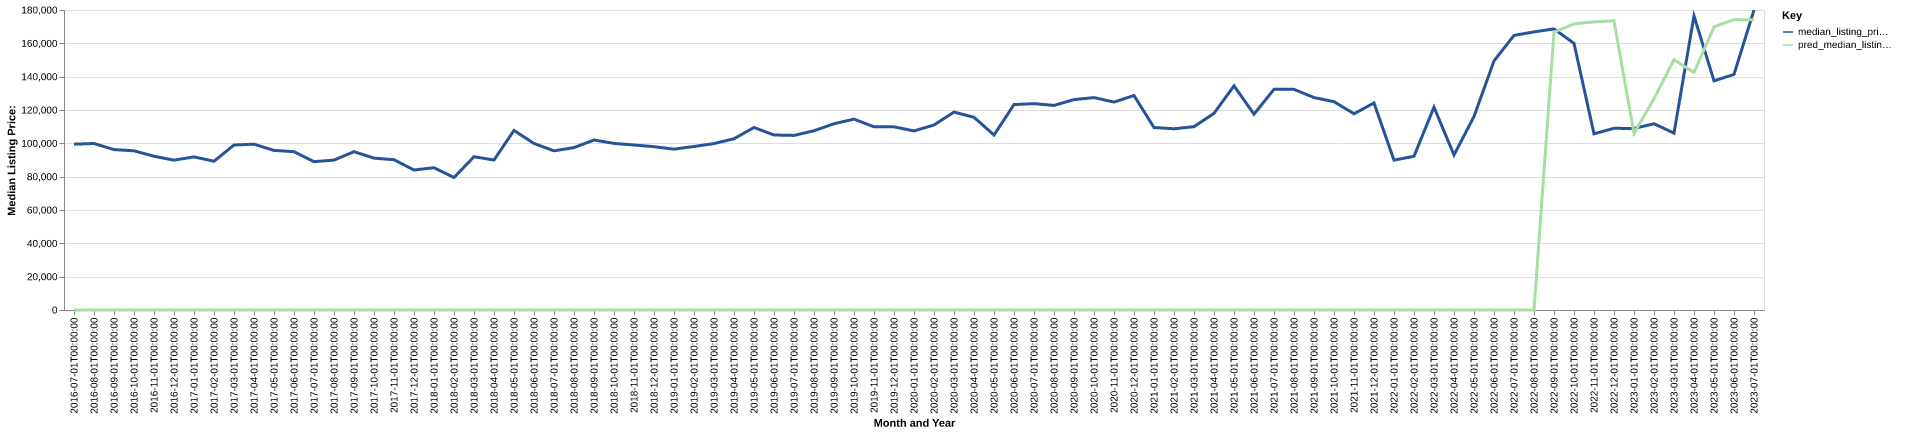 Median Listing Price:
180,000
160,000
140,000
120,000
100,000
80,000
60,000
40,000
20,000
0
2016-07-01T00:00:00
2016-08-01T00:00:00
2016-09-01T00:00:00
2016-10-01T00:00:00
2016-11-01T00:00:00
2016-12-01T00:00:00
2017-01-01T00:00:00
2017-02-01T00:00:00
2017-03-01T00:00:00
2017-04-01T00:00:00
2017-05-01T00:00:00
2017-06-01T00:00:00
2017-07-01T00:00:00
2017-08-01T00:00:00
2017-09-01T00:00:00
2017-10-01T00:00:00
2017-11-01T00:00:00
2017-12-01T00:00:00
2018-01-01T00:00:00
2018-02-01T00:00:00
2018-03-01T00:00:00
2018-04-01T00:00:00
2018-05-01T00:00:00
2018-06-01T00:00:00
2018-07-01T00:00:00
2018-08-01T00:00:00
2018-09-01T00:00:00
2018-10-01T00:00:00
2018-11-01T00:00:00
2018-12-01T00:00:00
2019-01-01T00:00:00
2019-02-01T00:00:00
2019-03-01T00:00:00
2019-04-01T00:00:00
2019-05-01T00:00:00
2019-06-01T00:00:00
2019-07-01T00:00:00
2019-08-01T00:00:00
2019-09-01T00:00:00
2019-10-01T00:00:00
2019-11-01T00:00:00
2019-12-01T00:00:00
2020-01-01T00:00:00
2020-02-01T00:00:00
2020-03-01T00:00:00
2020-04-01T00:00:00
2020-05-01T00:00:00
2020-06-01T00:00:00
2020-07-01T00:00:00
2020-08-01T00:00:00
2020-09-01T00:00:00
2020-10-01T00:00:00
2020-11-01T00:00:00
2020-12-01T00:00:00
2021-01-01T00:00:00
2021-02-01T00:00:00
2021-03-01T00:00:00
2021-04-01T00:00:00
2021-05-01T00:00:00
2021-06-01T00:00:00
2021-07-01T00:00:00
2021-08-01T00:00:00
2021-09-01T00:00:00
2021-10-01T00:00:00
2021-11-01T00:00:00
2021-12-01T00:00:00
2022-01-01T00:00:00
2022-02-01T00:00:00
2022-03-01T00:00:00
2022-04-01T00:00:00
2022-05-01T00:00:00
2022-06-01T00:00:00
2022-07-01T00:00:00
2022-08-01T00:00:00
2022-09-01T00:00:00
2022-10-01T00:00:00
2022-11-01T00:00:00
2022-12-01T00:00:00
2023-01-01T00:00:00
2023-02-01T00:00:00
2023-03-01T00:00:00
2023-04-01T00:00:00
2023-05-01T00:00:00
2023-06-01T00:00:00
2023-07-01T00:00:00
Month and Year
Key
median_listing_pri…
pred_median_listin…